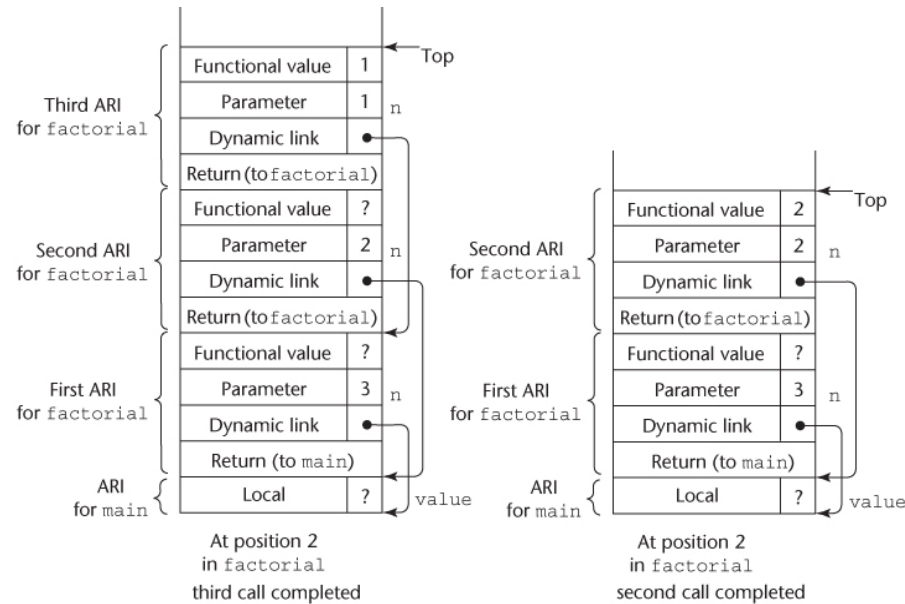 Top
Functional value 1
Third ARI
for factorial
Parameter 1 n
Dynamic link
Return (to factorial)
Functional value ?
Second ARI
for factorial
Parameter 2 n
Dynamic link
Return (to factorial)
Functional value ?
First ARI
for factorial
Parameter 3 n
Dynamic link
Return (to main)
ARI
for main
Local ? value
At position 2
in factorial
third call completed
Top
Functional value 2
Second ARI
for factorial
Parameter 2 n
Dynamic link
Return (to factorial)
Functional value ?
First ARI
for factorial
Parameter 3 n
Dynamic link
Return (to main)
ARI
for main
Local ? value
At position 2
in factorial
second call completed